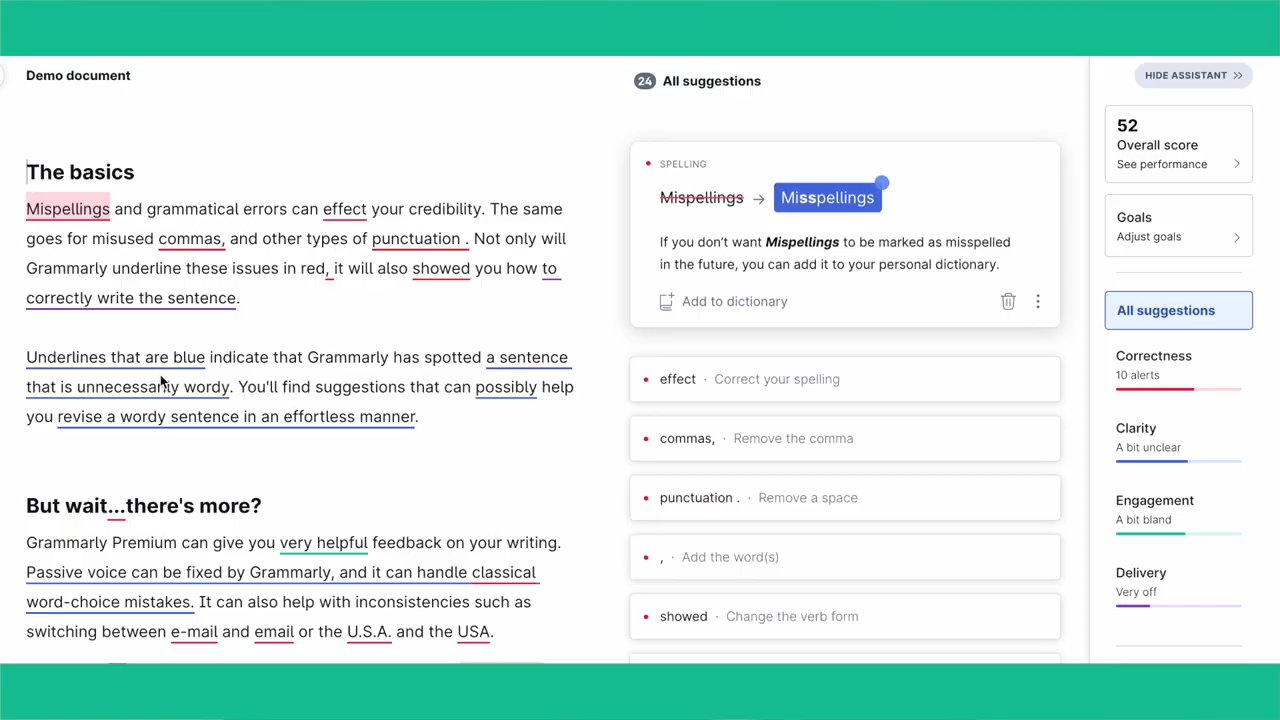 Demo document
The basics
Mispellings and grammatical errors can effect your credibility. The same
goes for misused commas, and other types of punctuation . Not only will
Grammarly underline these issues in red, it will also showed you how to
correctly write the sentence.
Underlines that are blue indicate that Grammarly has spotted a sentence
that is unnecessarily wordy. You'll find suggestions that can possibly help
you revise a wordy sentence in an effortless manner.
But wait...there's more?
Grammarly Premium can give you very helpful feedback on your writing.
Passive voice can be fixed by Grammarly, and it can handle classical
word-choice mistakes. It can also help with inconsistencies such as
switching between e-mail and email or the U.S.A. and the USA.
24 All suggestions
SPELLING
Mispellings → Misspellings
If you don't want Mispellings to be marked as misspelled
in the future, you can add it to your personal dictionary.
Add to dictionary
effect · Correct your spelling
commas, · Remove the comma
punctuation . · Remove a space
, · Add the word(s)
showed · Change the verb form
HIDE ASSISTANT
52
Overall score
See performance
Goals
Adjust goals
All suggestions
Correctness
10 alerts
Clarity
A bit unclear
Engagement
A bit bland
Delivery
Very off